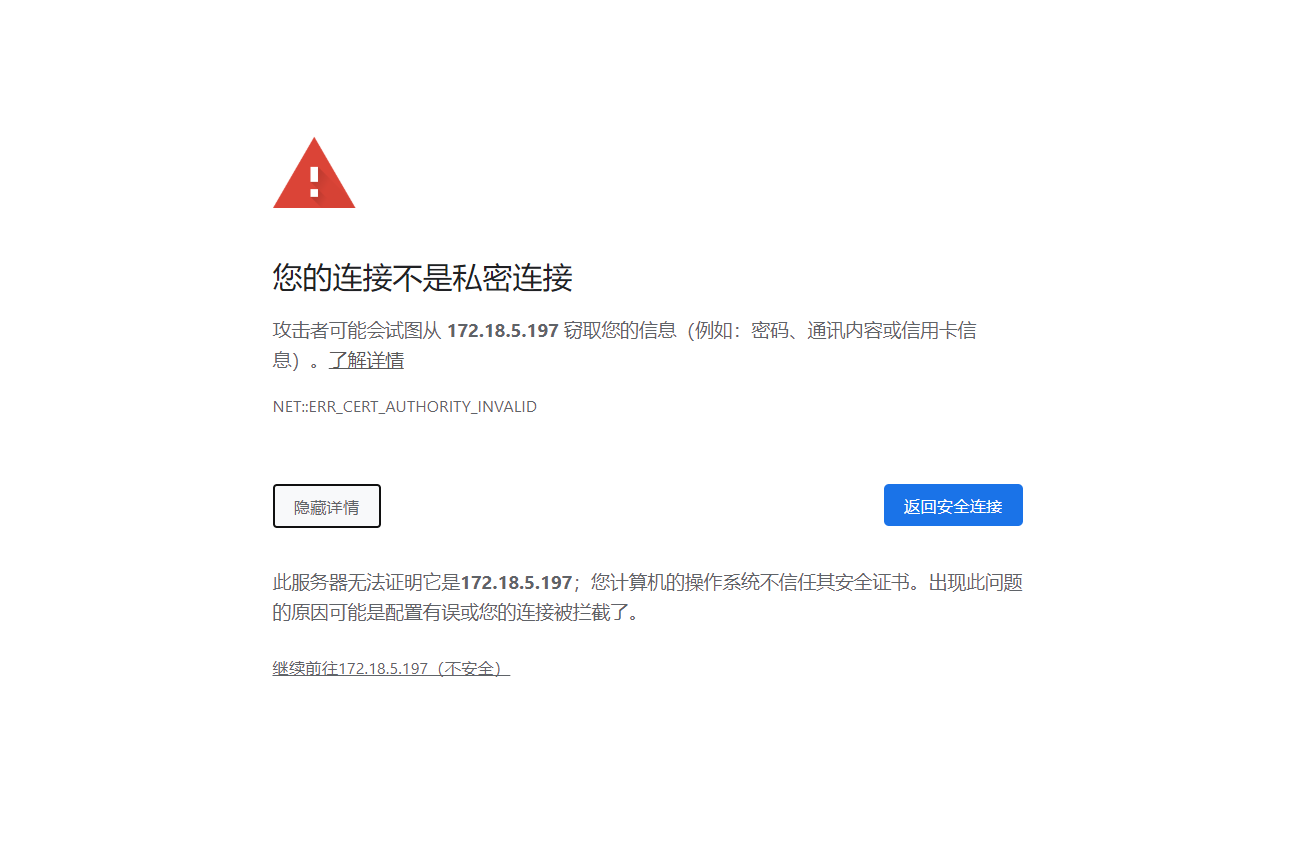 您的连接不是私密连接
攻击者可能会试图从 172.18.5.197 窃取您的信息（例如：密码、通讯内容或信用卡信
息）。了解详情
NET::ERR_CERT_AUTHORITY_INVALID
隐藏详情
返回安全连接
此服务器无法证明它是172.18.5.197；您计算机的操作系统不信任其安全证书。出现此问题
的原因可能是配置有误或您的连接被拦截了。
继续前往172.18.5.197（不安全）